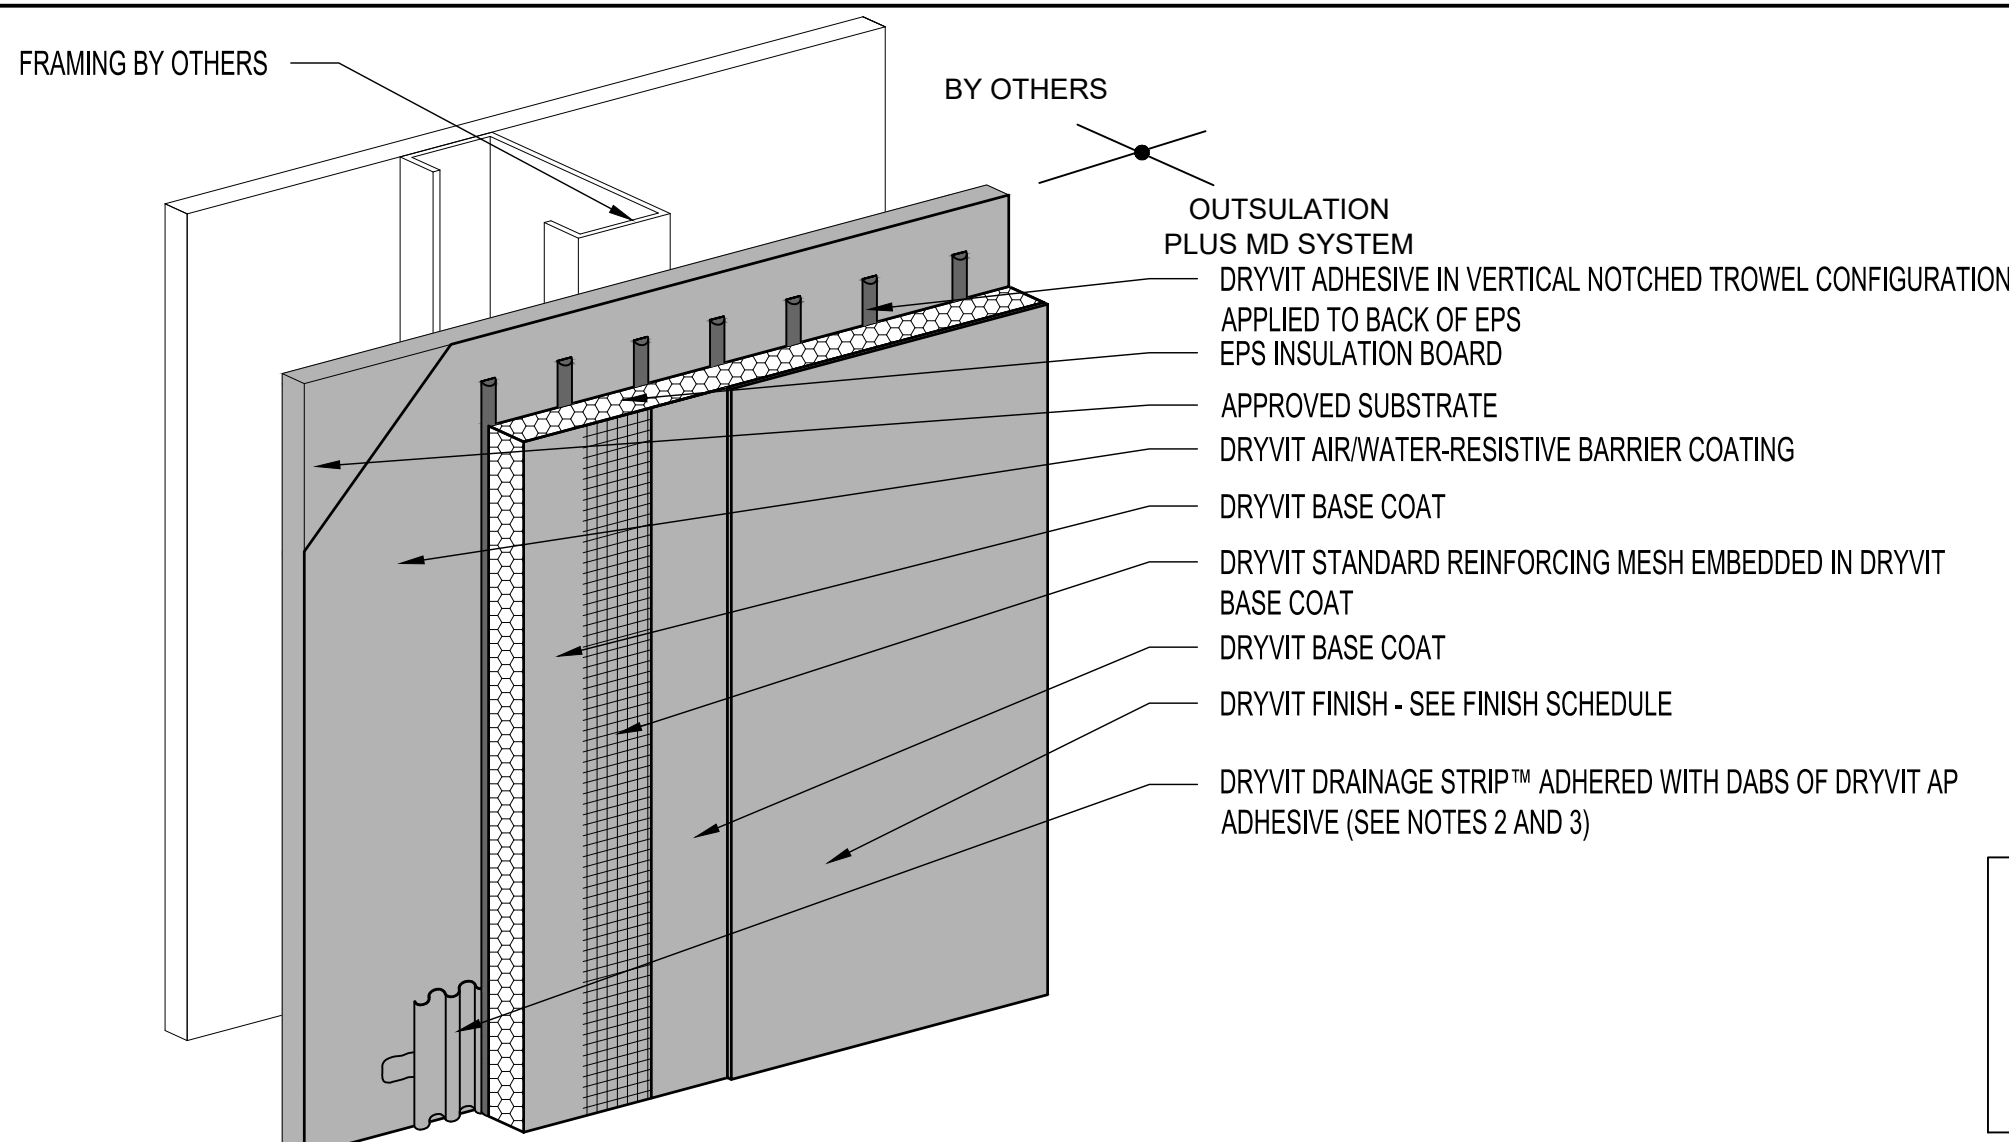 FRAMING BY OTHERS
BY OTHERS
OUTSULATION
PLUS MD SYSTEM
DRYVIT ADHESIVE IN VERTICAL NOTCHED TROWEL CONFIGURATION
APPLIED TO BACK OF EPS
EPS INSULATION BOARD
APPROVED SUBSTRATE
DRYVIT AIR/WATER-RESISTIVE BARRIER COATING
DRYVIT BASE COAT
DRYVIT STANDARD REINFORCING MESH EMBEDDED IN DRYVIT
BASE COAT
DRYVIT BASE COAT
DRYVIT FINISH - SEE FINISH SCHEDULE
DRYVIT DRAINAGE STRIP™ ADHERED WITH DABS OF DRYVIT AP
ADHESIVE (SEE NOTES 2 AND 3)